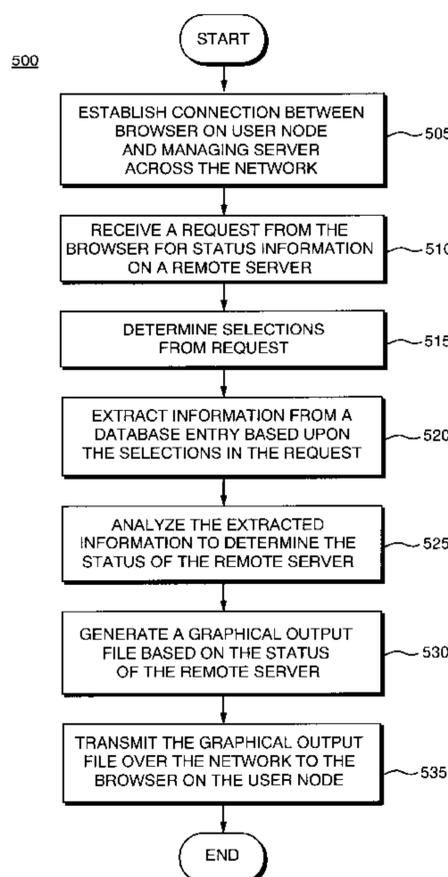 START
500
ESTABLISH CONNECTION BETWEEN
BROWSER ON USER NODE
AND MANAGING SERVER
ACROSS THE NETWORK
505
RECEIVE A REQUEST FROM THE
BROWSER FOR STATUS INFORMATION
ON A REMOTE SERVER
510
DETERMINE SELECTIONS
FROM REQUEST
515
EXTRACT INFORMATION FROM A
DATABASE ENTRY BASED UPON
THE SELECTIONS IN THE REQUEST
520
ANALYZE THE EXTRACTED
INFORMATION TO DETERMINE THE
STATUS OF THE REMOTE SERVER
525
GENERATE A GRAPHICAL OUTPUT
FILE BASED ON THE STATUS
OF THE REMOTE SERVER
530
TRANSMIT THE GRAPHICAL OUTPUT
FILE OVER THE NETWORK TO THE
BROWSER ON THE USER NODE
535
END